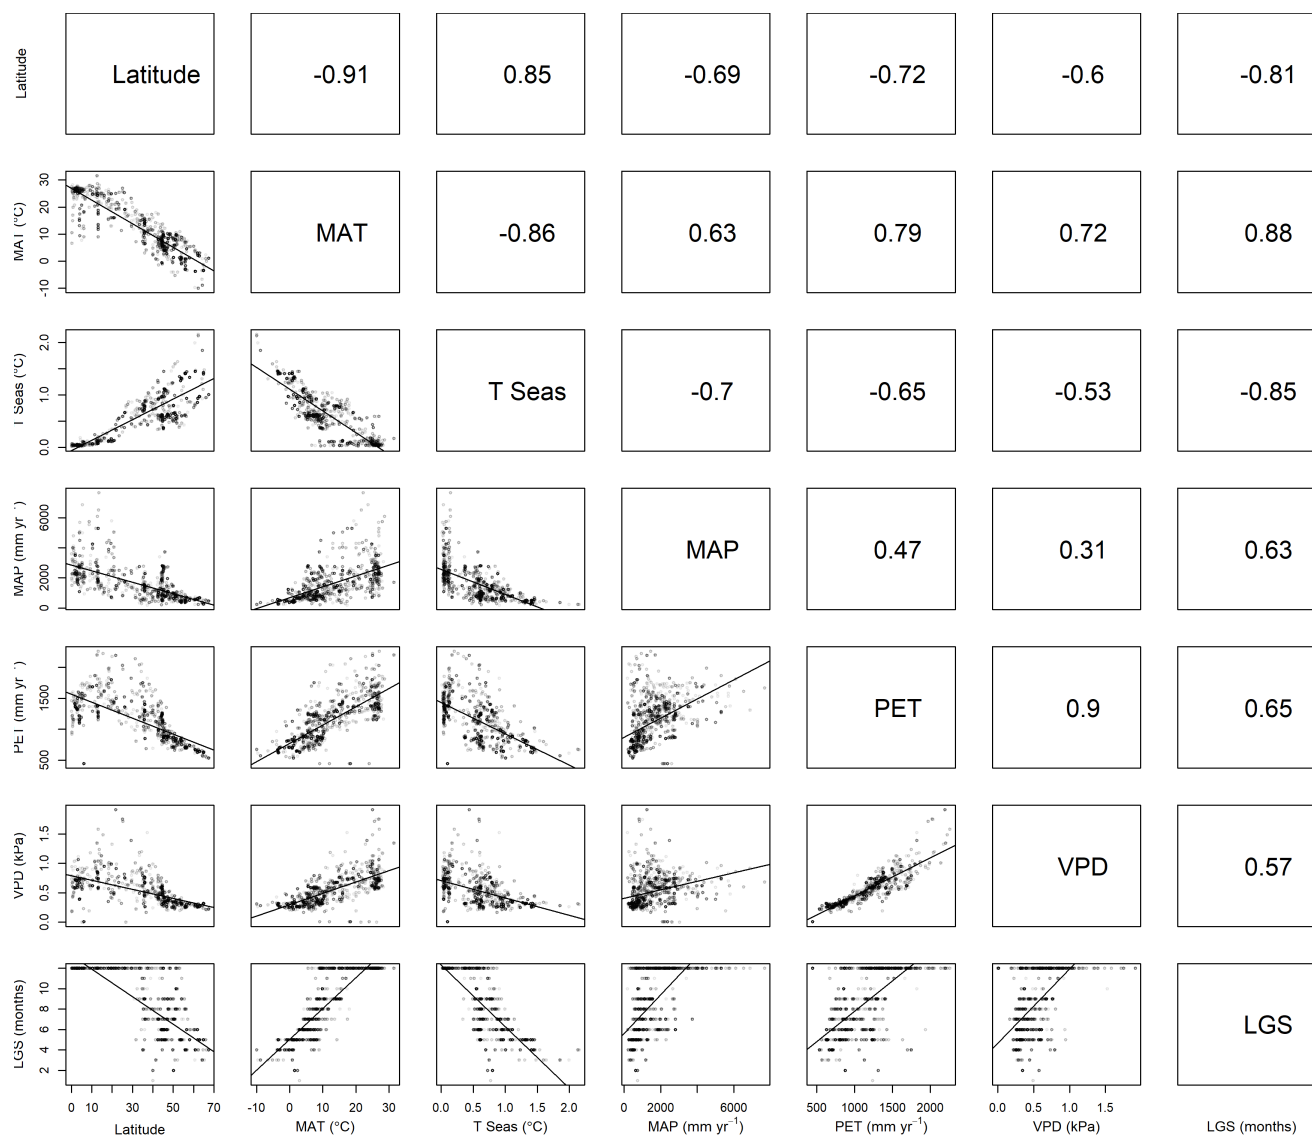 Latitude
Latitude
-0.91
0.85
-0.69
-0.72
-0.6
-0.81
MAT (°C)
-10 0 10 20 30
MAT
-0.86
0.63
0.79
0.72
0.88
T Seas (°C)
0.0 1.0 2.0
T Seas
-0.7
-0.65
-0.53
-0.85
MAP (mm yr⁻¹)
0 2000 6000
MAP
0.47
0.31
0.63
PET (mm yr⁻¹)
500 1500
PET
0.9
0.65
VPD (kPa)
0.0 0.5 1.0 1.5
VPD
0.57
LGS (months)
2 4 6 8 10
LGS
0 10 30 50 70
-10 0 10 20 30
0.0 0.5 1.0 1.5 2.0
0 2000 6000
500 1000 1500 2000
0.0 0.5 1.0 1.5
Latitude
MAT (°C)
T Seas (°C)
MAP (mm yr⁻¹)
PET (mm yr⁻¹)
VPD (kPa)
LGS (months)